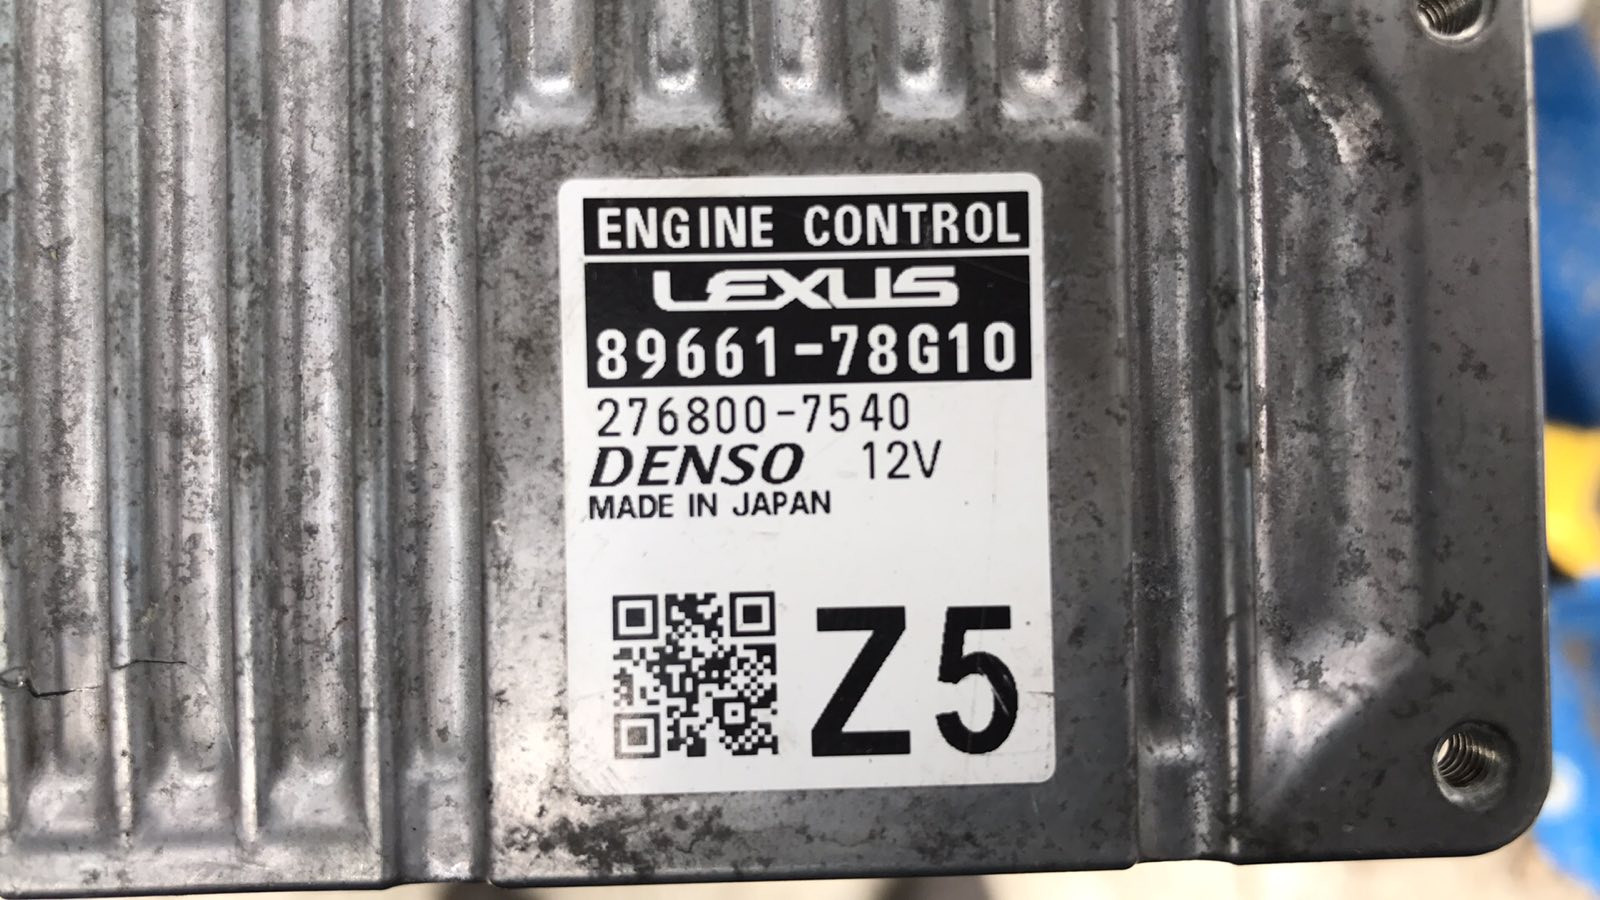 ENGINE CONTROL
LEXUS
89661-78G10
276800-7540
DENSO 12V
MADE IN JAPAN
Z5